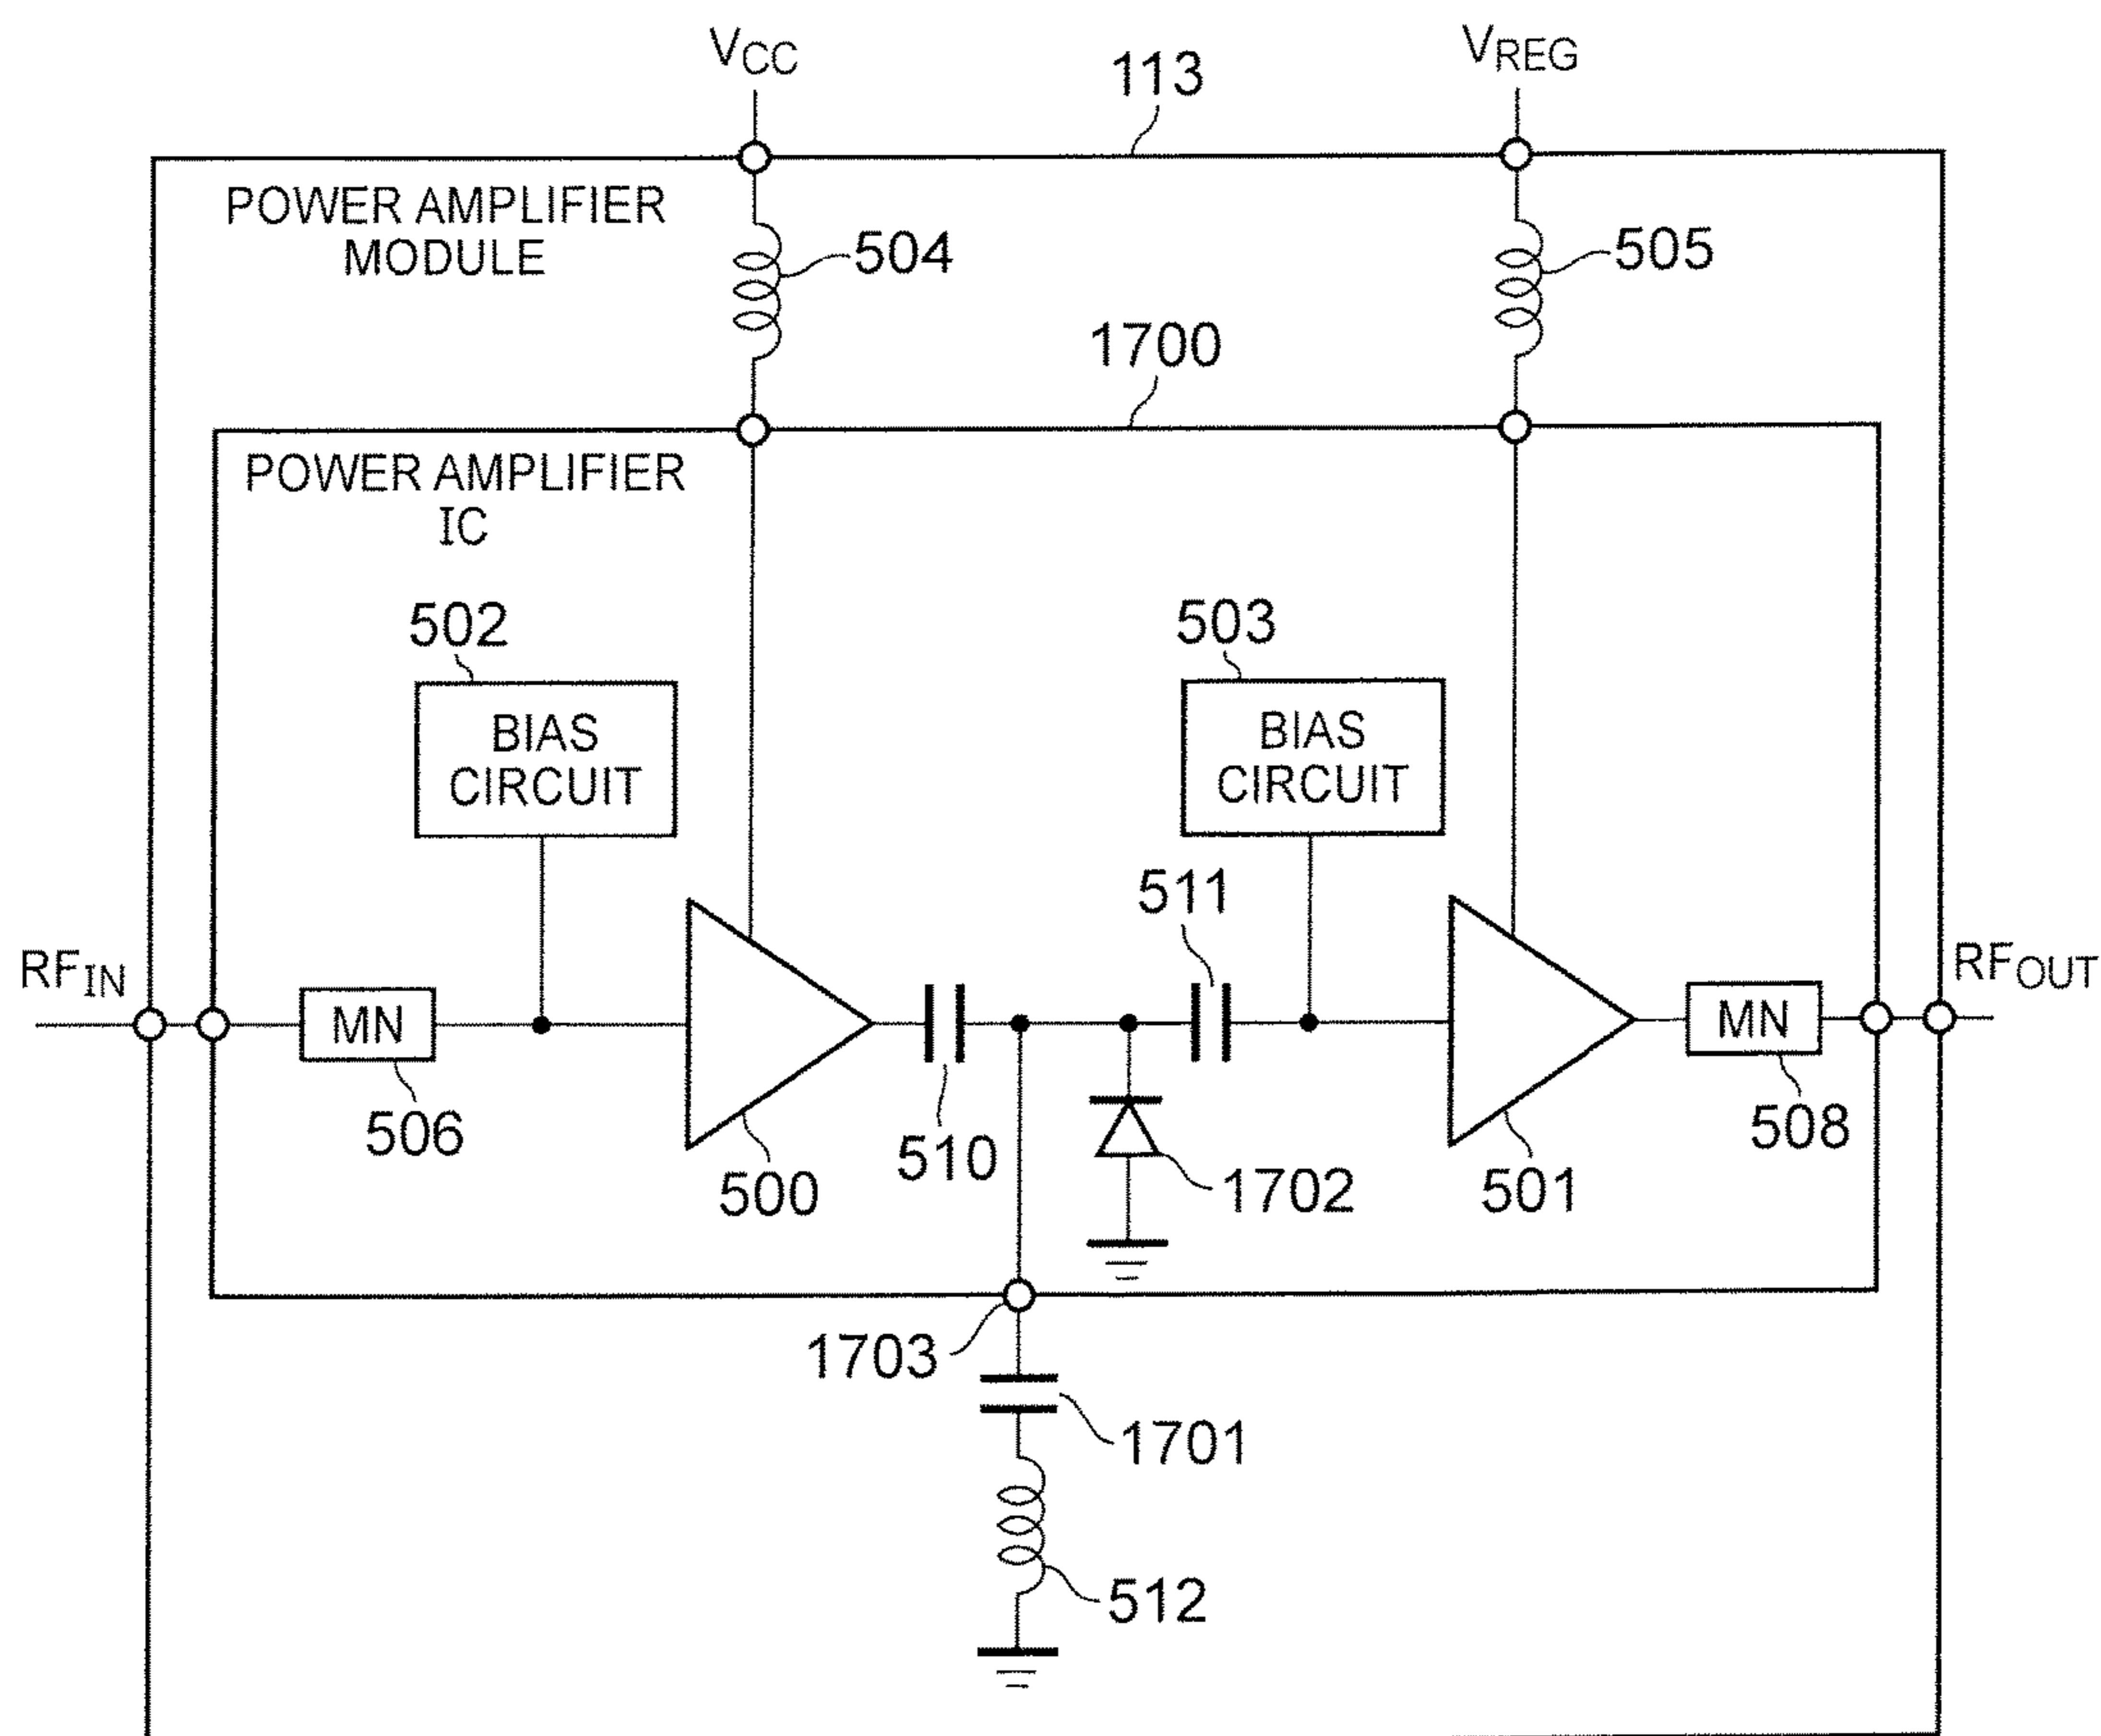 VCC
VREG
113
POWER AMPLIFIER
MODULE
504
505
1700
POWER AMPLIFIER
IC
502
503
BIAS
CIRCUIT
BIAS
CIRCUIT
511
RFIN
RFOUT
MN
MN
506
510
508
500
1702
501
1703
1701
512